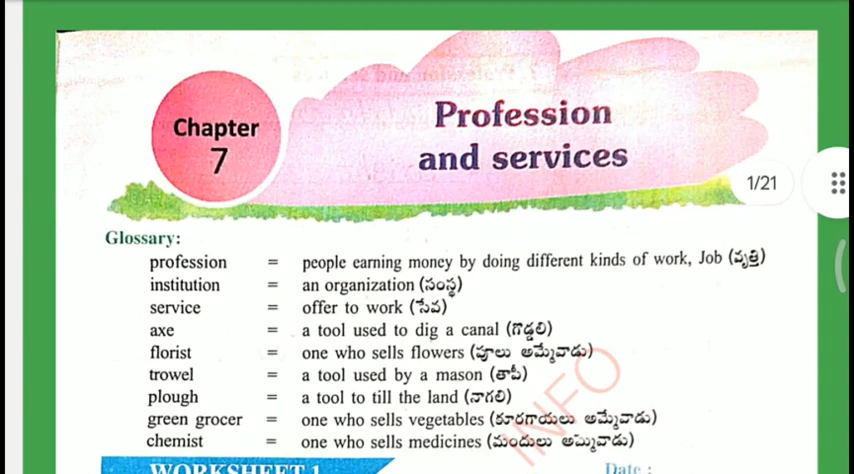 Chapter
7
Profession
and services
1/21
Glossary:
profession = people earning money by doing different kinds of work, Job (వృత్తి)
institution = an organization (సంస్థ)
service = offer to work (సేవ)
axe = a tool used to dig a canal (గొడ్డలి)
florist = one who sells flowers (పూలు అమ్మేవాడు)
trowel = a tool used by a mason (తాపీ)
plough = a tool to till the land (నాగలి)
green grocer = one who sells vegetables (కూరగాయలు అమ్మేవాడు)
chemist = one who sells medicines (మందులు అమ్మేవాడు)
INFO
WORKSHEET 1
Date :